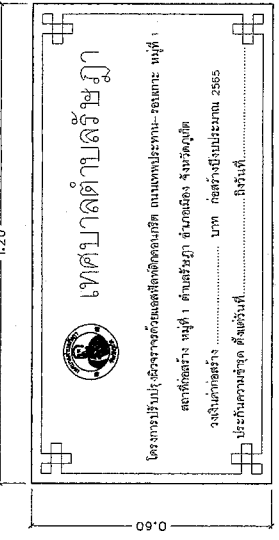 1.20
0.60
เทศบาลตำบลรัษฎา
โครงการปรับปรุงผิวจราจรด้วยแอสฟัลท์ติกคอนกรีต ถนนเทพประทาน-รอบเกาะ หมู่ที่ 1
สถานที่ก่อสร้าง หมู่ที่ 1 ตำบลรัษฎา อำเภอเมือง จังหวัดภูเก็ต
วงเงินค่าก่อสร้าง.................... บาท ก่อสร้างปีงบประมาณ 2565
ประกันความชำรุด ตั้งแต่วันที่....................ถึงวันที่....................